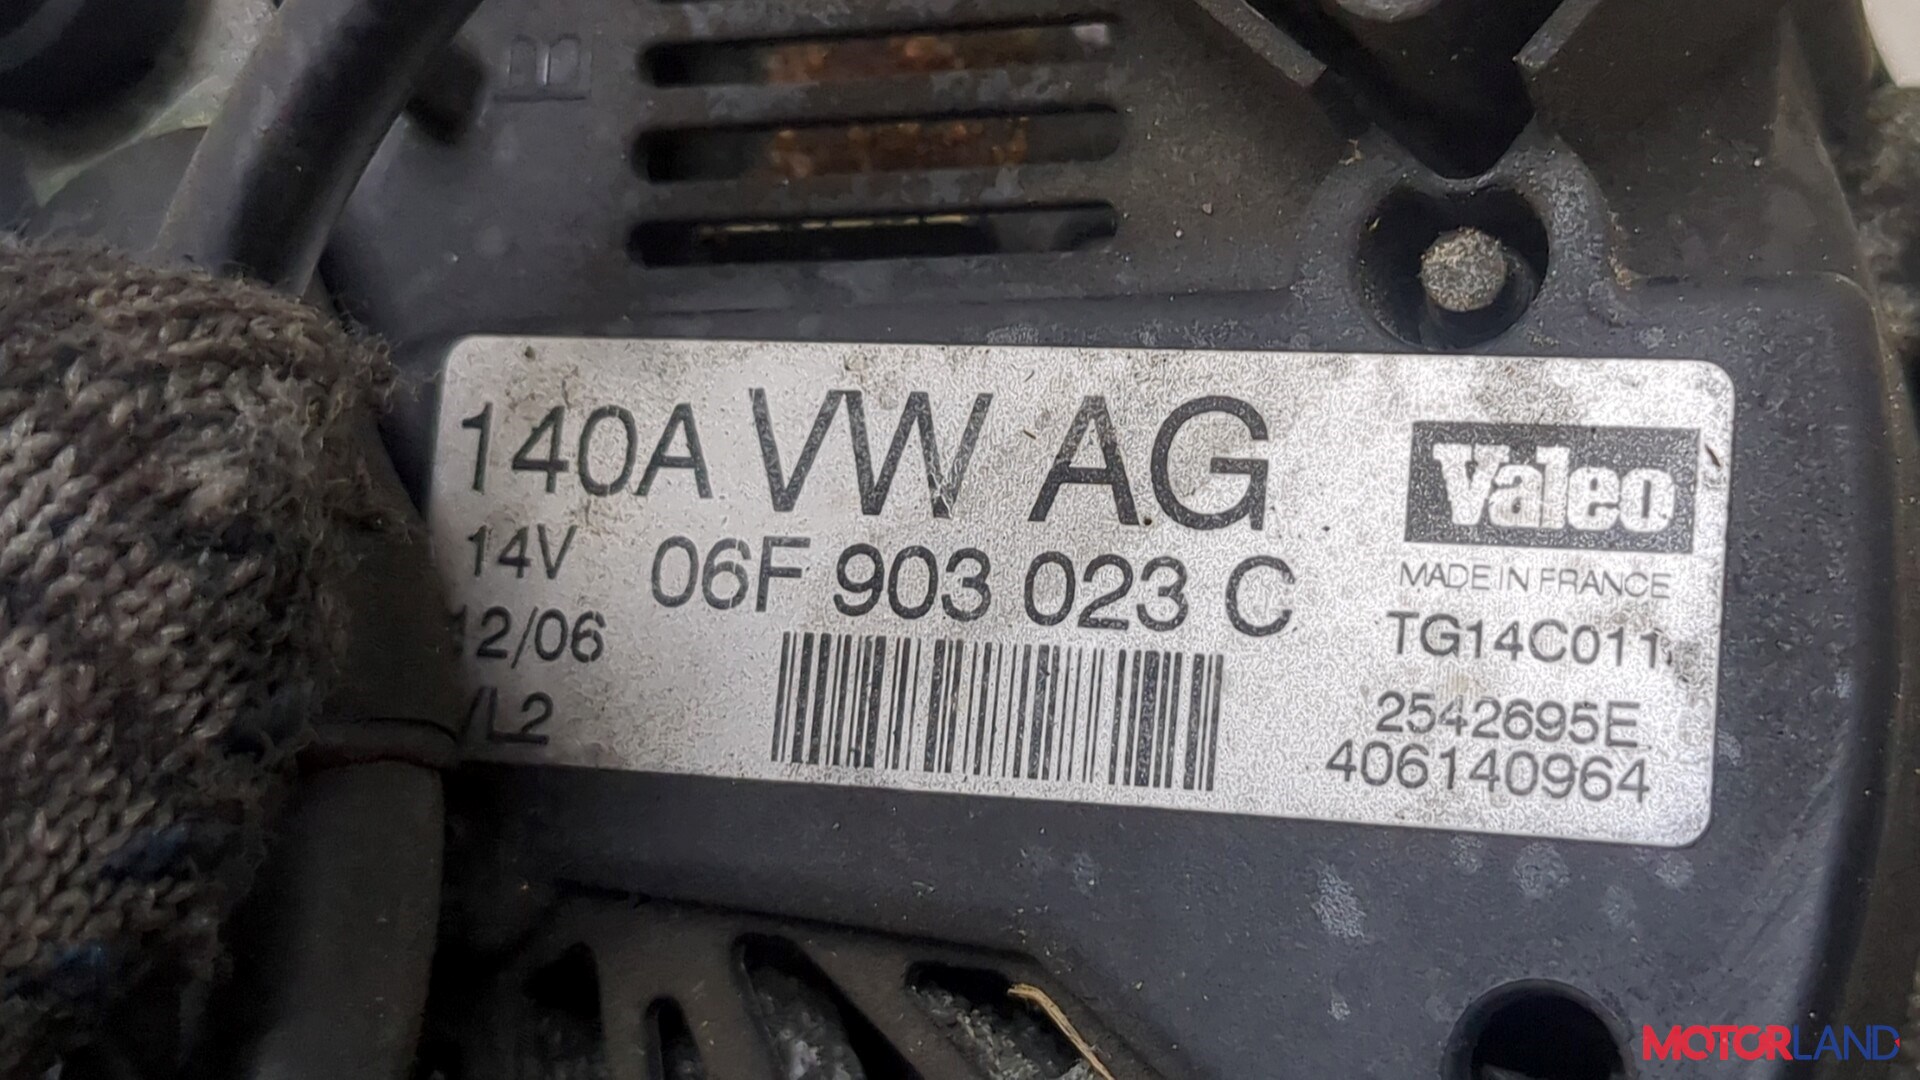 B
140A VW AG
Valeo
14V 06F 903 023 C
MADE IN FRANCE
12/06
TG14C011
/L2
2542695E
406140964
MOTORLAND